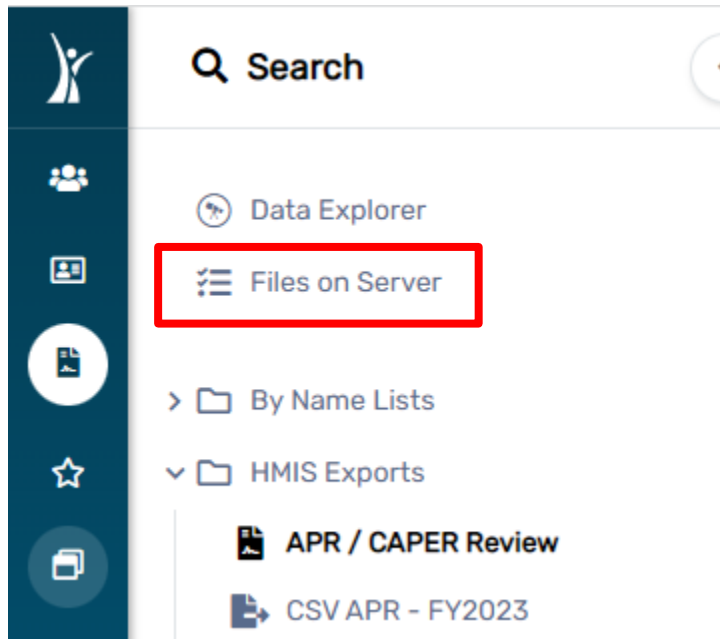 Search
Data Explorer
Files on Server
By Name Lists
HMIS Exports
APR / CAPER Review
CSV APR - FY2023